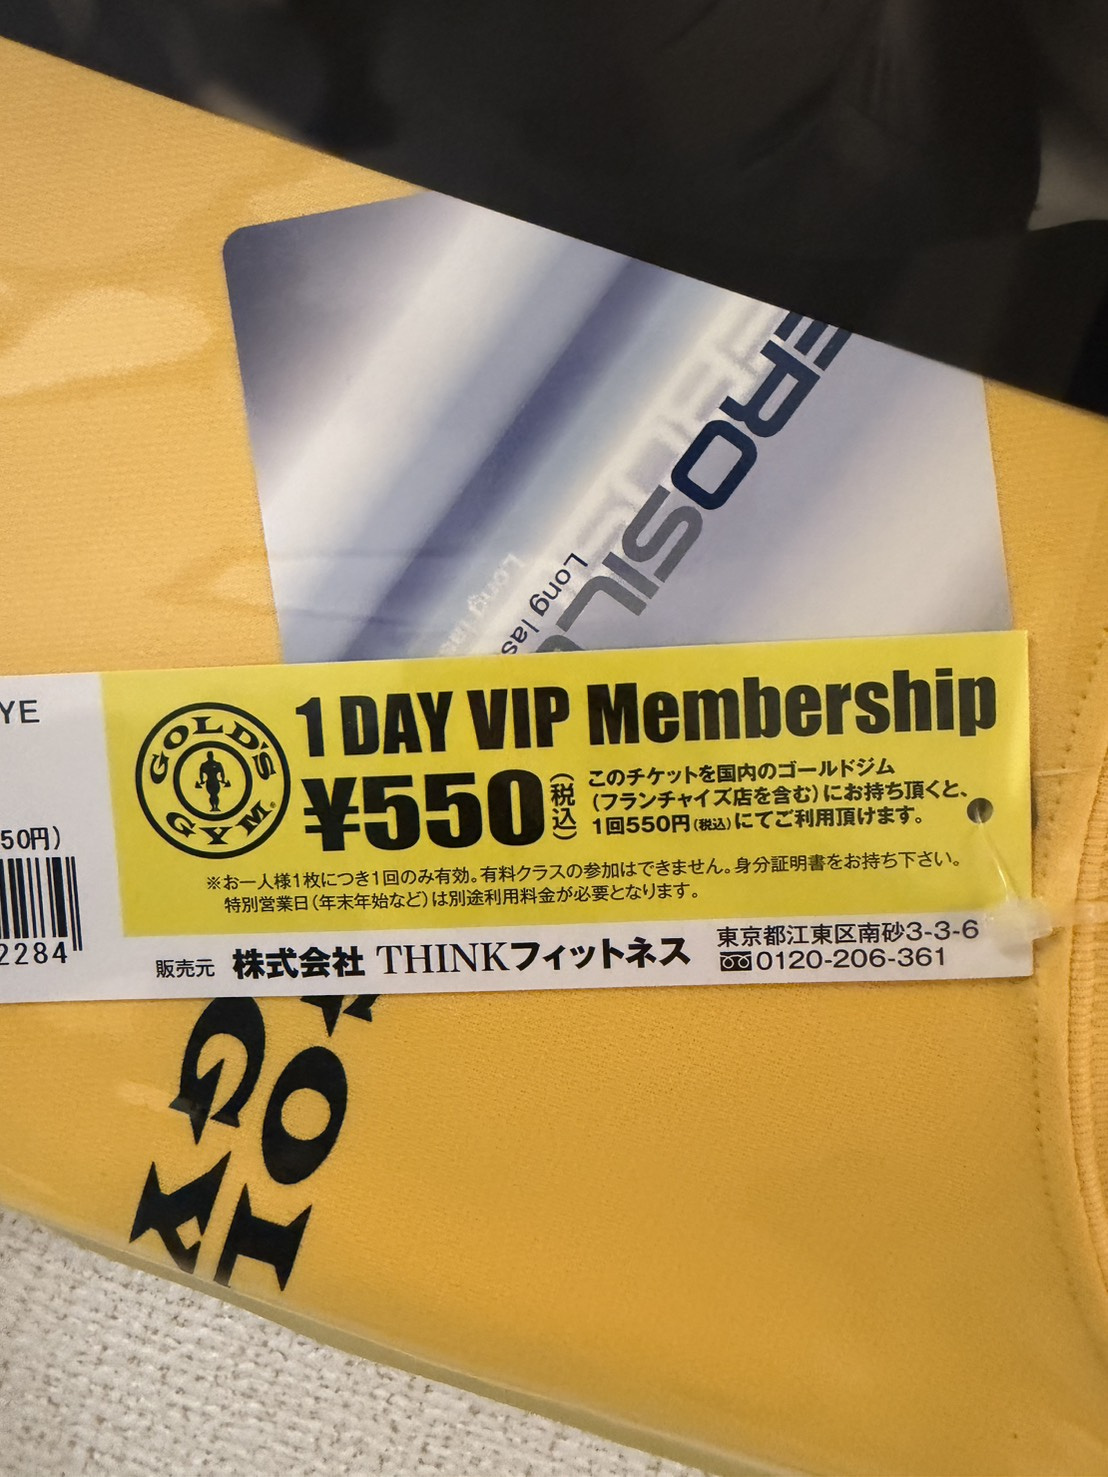 EROSIL
Long las
YE
50円)
2284
GOLD'S
GYM®
1 DAY VIP Membership
¥550(税込)
このチケットを国内のゴールドジム
(フランチャイズ店を含む)にお持ち頂くと、
1回550円(税込)にてご利用頂けます。
※お一人様1枚につき1回のみ有効。有料クラスの参加はできません。身分証明書をお持ち下さい。
特別営業日(年末年始など)は別途利用料金が必要となります。
販売元 株式会社 THINKフィットネス
東京都江東区南砂3-3-6
0120-206-361